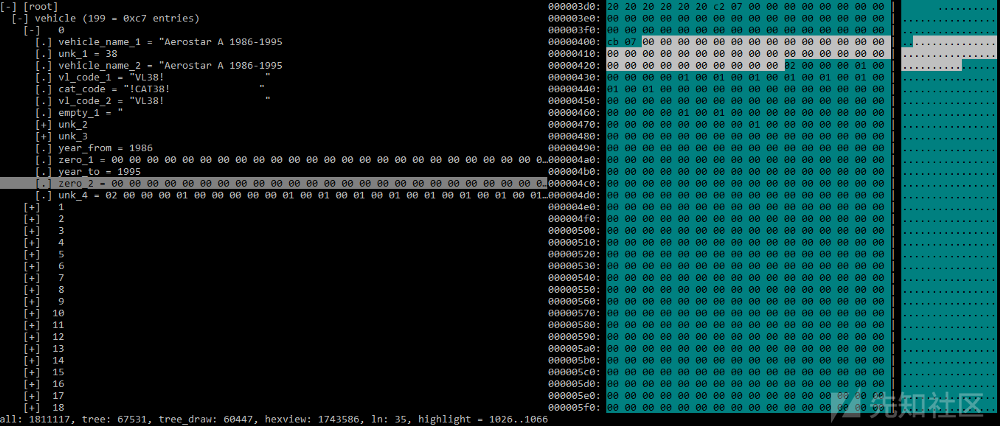 [-] [root]
[-] vehicle (199 = 0xc7 entries)
[-] 0
[.] vehicle_name_1 = "Aerostar A 1986-1995
[.] unk_1 = 38
[.] vehicle_name_2 = "Aerostar A 1986-1995
[.] vl_code_1 = "VL38! "
[.] cat_code = "!CAT38! "
[.] vl_code_2 = "VL38! "
[.] empty_1 = "
[+] unk_2
[+] unk_3
[.] year_from = 1986
[.] zero_1 = 00 00 00 00 00 00 00 00 00 00 00 00 00 00 00 00 00 00 00 00 00 00 00 00 0…
[.] year_to = 1995
[.] zero_2 = 00 00 00 00 00 00 00 00 00 00 00 00 00 00 00 00 00 00 00 00 00 00 00 00 0…
[.] unk_4 = 02 00 00 00 01 00 00 00 00 00 01 00 01 00 01 00 00 01 00 01 00 01 01 00 01…
[+] 1
[+] 2
[+] 3
[+] 4
[+] 5
[+] 6
[+] 7
[+] 8
[+] 9
[+] 10
[+] 11
[+] 12
[+] 13
[+] 14
[+] 15
[+] 16
[+] 17
[+] 18
all: 1811117, tree: 67531, tree_draw: 60447, hexview: 1743586, ln: 35, highlight = 1026..1066
000003d0: 20 20 20 20 20 20 c2 07 00 00 00 00 00 00 00 00
000003e0: 00 00 00 00 00 00 00 00 00 00 00 00 00 00 00 00
000003f0: 00 00 00 00 00 00 00 00 00 00 00 00 00 00 00 00
00000400: cb 07 00 00 00 00 00 00 00 00 00 00 00 00 00 00
00000410: 00 00 00 00 00 00 00 00 00 00 00 00 00 00 00 00
00000420: 00 00 00 00 00 00 00 00 00 00 02 00 00 00 01 00
00000430: 00 00 00 00 01 00 01 00 01 00 00 01 00 01 00 01
00000440: 01 00 01 00 00 00 00 00 00 00 00 00 00 00 00 00
00000450: 00 00 00 00 00 00 00 00 00 00 00 00 00 00 00 00
00000460: 00 00 00 00 01 00 01 00 00 00 00 00 00 00 00 00
00000470: 00 00 00 00 00 00 00 00 01 00 00 00 00 00 00 00
00000480: 00 00 00 00 00 00 00 00 00 00 00 00 00 00 00 00
00000490: 00 00 00 00 00 00 00 00 00 00 00 00 00 00 00 00
000004a0: 00 00 00 00 00 00 00 00 00 00 00 00 00 00 00 00
000004b0: 00 00 00 00 00 00 00 00 00 00 00 00 00 00 00 00
000004c0: 00 00 00 00 00 00 00 00 00 00 00 00 00 00 00 00
000004d0: 00 00 00 00 00 00 00 00 00 00 00 00 00 00 00 00
000004e0: 00 00 00 00 00 00 00 00 00 00 00 00 00 00 00 00
000004f0: 00 00 00 00 00 00 00 00 00 00 00 00 00 00 00 00
00000500: 00 00 00 00 00 00 00 00 00 00 00 00 00 00 00 00
00000510: 00 00 00 00 00 00 00 00 00 00 00 00 00 00 00 00
00000520: 00 00 00 00 00 00 00 00 00 00 00 00 00 00 00 00
00000530: 00 00 00 00 00 00 00 00 00 00 00 00 00 00 00 00
00000540: 00 00 00 00 00 00 00 00 00 00 00 00 00 00 00 00
00000550: 00 00 00 00 00 00 00 00 00 00 00 00 00 00 00 00
00000560: 00 00 00 00 00 00 00 00 00 00 00 00 00 00 00 00
00000570: 00 00 00 00 00 00 00 00 00 00 00 00 00 00 00 00
00000580: 00 00 00 00 00 00 00 00 00 00 00 00 00 00 00 00
00000590: 00 00 00 00 00 00 00 00 00 00 00 00 00 00 00 00
000005a0: 00 00 00 00 00 00 00 00 00 00 00 00 00 00 00 00
000005b0: 00 00 00 00 00 00 00 00 00 00 00 00 00 00 00 00
000005c0: 00 00 00 00 00 00 00 00 00 00 00 00 00 00 00 00
000005d0: 00 00 00 00 00 00 00 00 00 00 00 00 00 00 00 00
000005e0: 00 00 00 00 00 00 00 00 00 00 00 00 00 00 00 00
000005f0: 00 00 00 00 00 00 00 00 00 00 00 00 00 00 00 00
先知社区